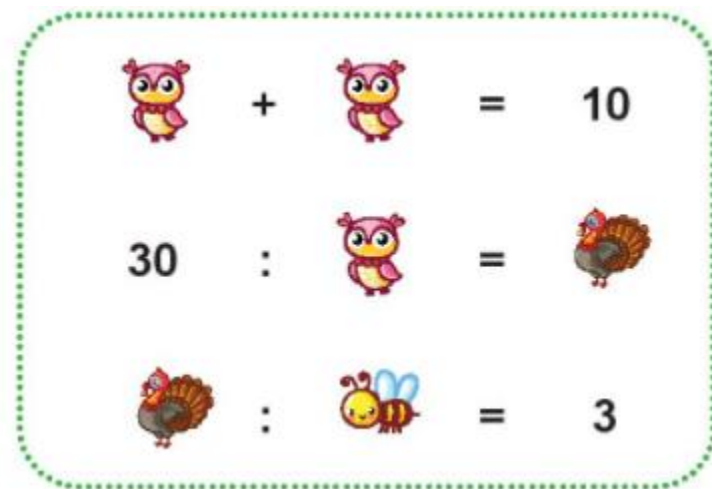 + = 10
30 : =
: = 3